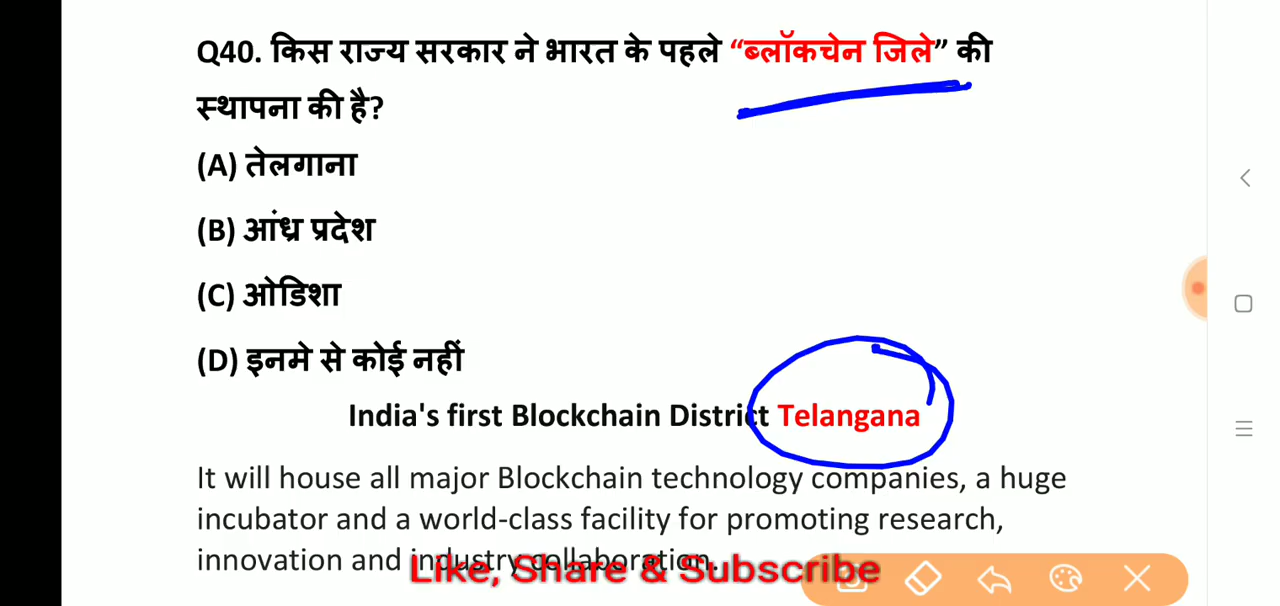 Q40. किस राज्य सरकार ने भारत के पहले “ब्लॉकचेन जिले” की
स्थापना की है?
(A) तेलगाना
(B) आंध्र प्रदेश
(C) ओडिशा
(D) इनमे से कोई नहीं
India's first Blockchain District Telangana
It will house all major Blockchain technology companies, a huge
incubator and a world-class facility for promoting research,
innovation and industry collaboration.
Like, Share & Subscribe